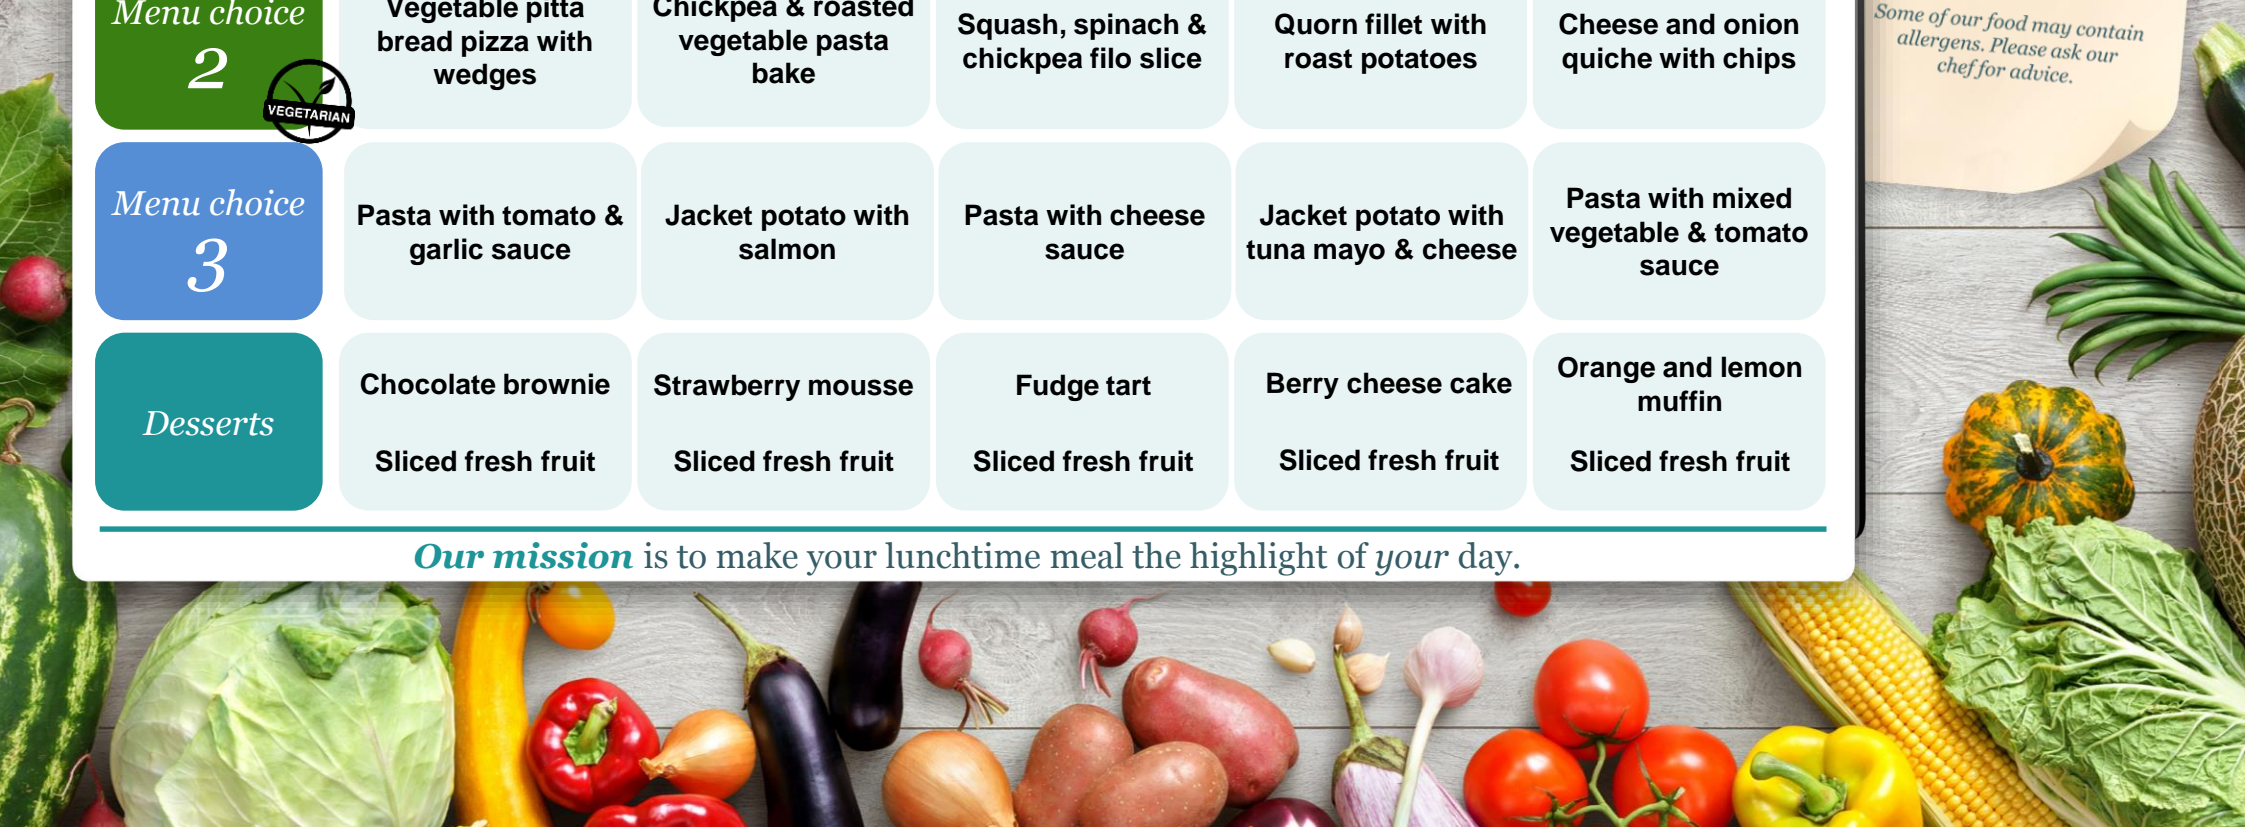 Menu choice
2
VEGETARIAN
Vegetable pitta
bread pizza with
wedges
Chickpea & roasted
vegetable pasta
bake
Squash, spinach &
chickpea filo slice
Quorn fillet with
roast potatoes
Cheese and onion
quiche with chips
Some of our food may contain
allergens. Please ask our
chef for advice.
Menu choice
3
Pasta with tomato &
garlic sauce
Jacket potato with
salmon
Pasta with cheese
sauce
Jacket potato with
tuna mayo & cheese
Pasta with mixed
vegetable & tomato
sauce
Desserts
Chocolate brownie
Sliced fresh fruit
Strawberry mousse
Sliced fresh fruit
Fudge tart
Sliced fresh fruit
Berry cheese cake
Sliced fresh fruit
Orange and lemon
muffin
Sliced fresh fruit
Our mission is to make your lunchtime meal the highlight of your day.